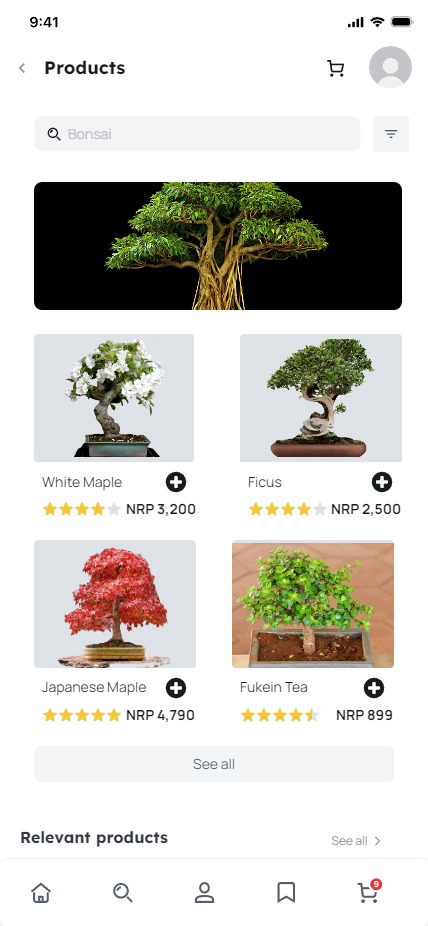 9:41
Products
Bonsai
White Maple
NRP 3,200
Ficus
NRP 2,500
Japanese Maple
NRP 4,790
Fukein Tea
NRP 899
See all
Relevant products
See all
9